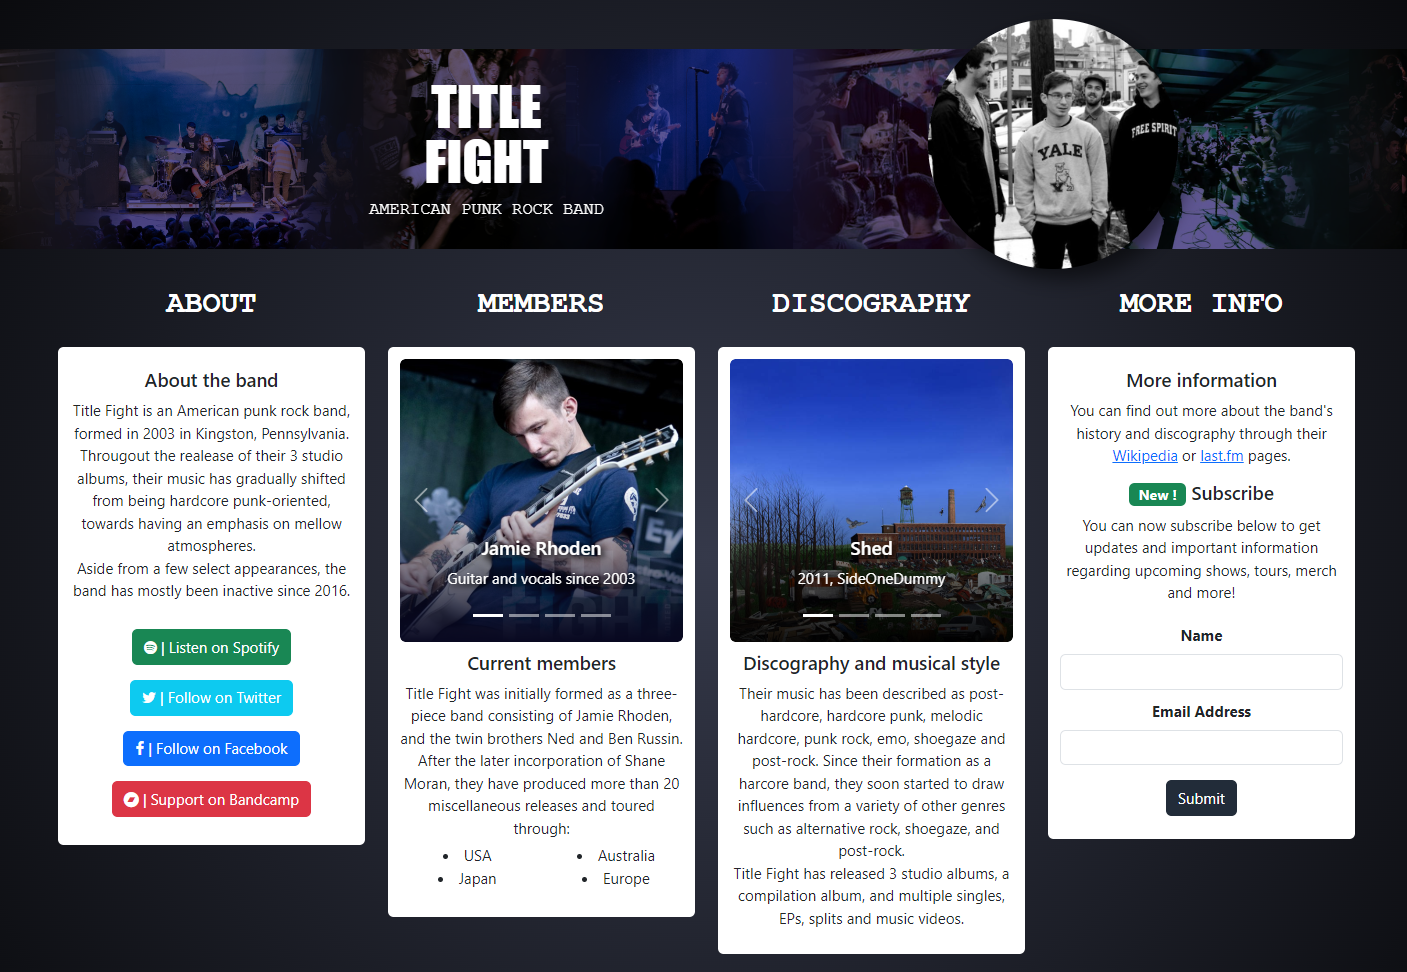 TITLE
FIGHT
AMERICAN PUNK ROCK BAND
YALE
FREE SPIRIT
ABOUT
About the band
Title Fight is an American punk rock band,
formed in 2003 in Kingston, Pennsylvania.
Througout the realease of their 3 studio
albums, their music has gradually shifted
from being hardcore punk-oriented,
towards having an emphasis on mellow
atmospheres.
Aside from a few select appearances, the
band has mostly been inactive since 2016.
| Listen on Spotify
| Follow on Twitter
| Follow on Facebook
| Support on Bandcamp
MEMBERS
Jamie Rhoden
Guitar and vocals since 2003
Current members
Title Fight was initially formed as a three-
piece band consisting of Jamie Rhoden,
and the twin brothers Ned and Ben Russin.
After the later incorporation of Shane
Moran, they have produced more than 20
miscellaneous releases and toured
through:
• USA
• Japan
• Australia
• Europe
DISCOGRAPHY
Shed
2011, SideOneDummy
Discography and musical style
Their music has been described as post-
hardcore, hardcore punk, melodic
hardcore, punk rock, emo, shoegaze and
post-rock. Since their formation as a
harcore band, they soon started to draw
influences from a variety of other genres
such as alternative rock, shoegaze, and
post-rock.
Title Fight has released 3 studio albums, a
compilation album, and multiple singles,
EPs, splits and music videos.
MORE INFO
More information
You can find out more about the band's
history and discography through their
Wikipedia or last.fm pages.
New ! Subscribe
You can now subscribe below to get
updates and important information
regarding upcoming shows, tours, merch
and more!
Name
Email Address
Submit